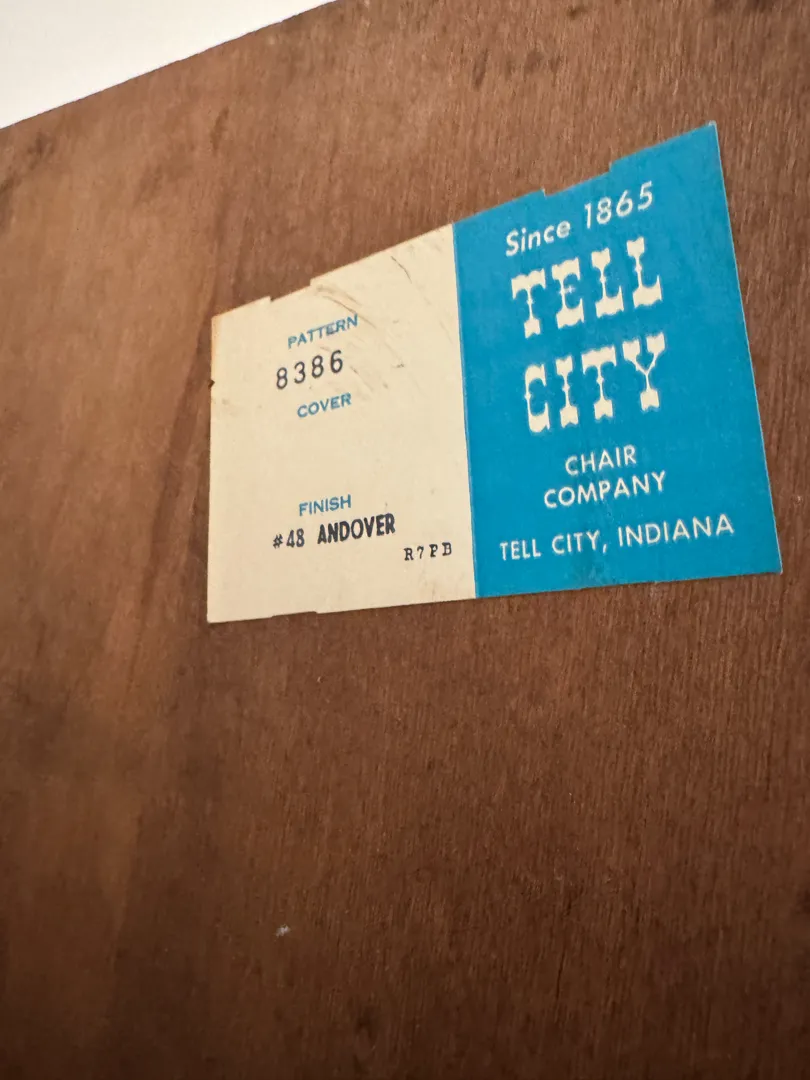 PATTERN
8386
COVER
FINISH
#48 ANDOVER
R7PB
Since 1865
TELL
CITY
CHAIR
COMPANY
TELL CITY, INDIANA